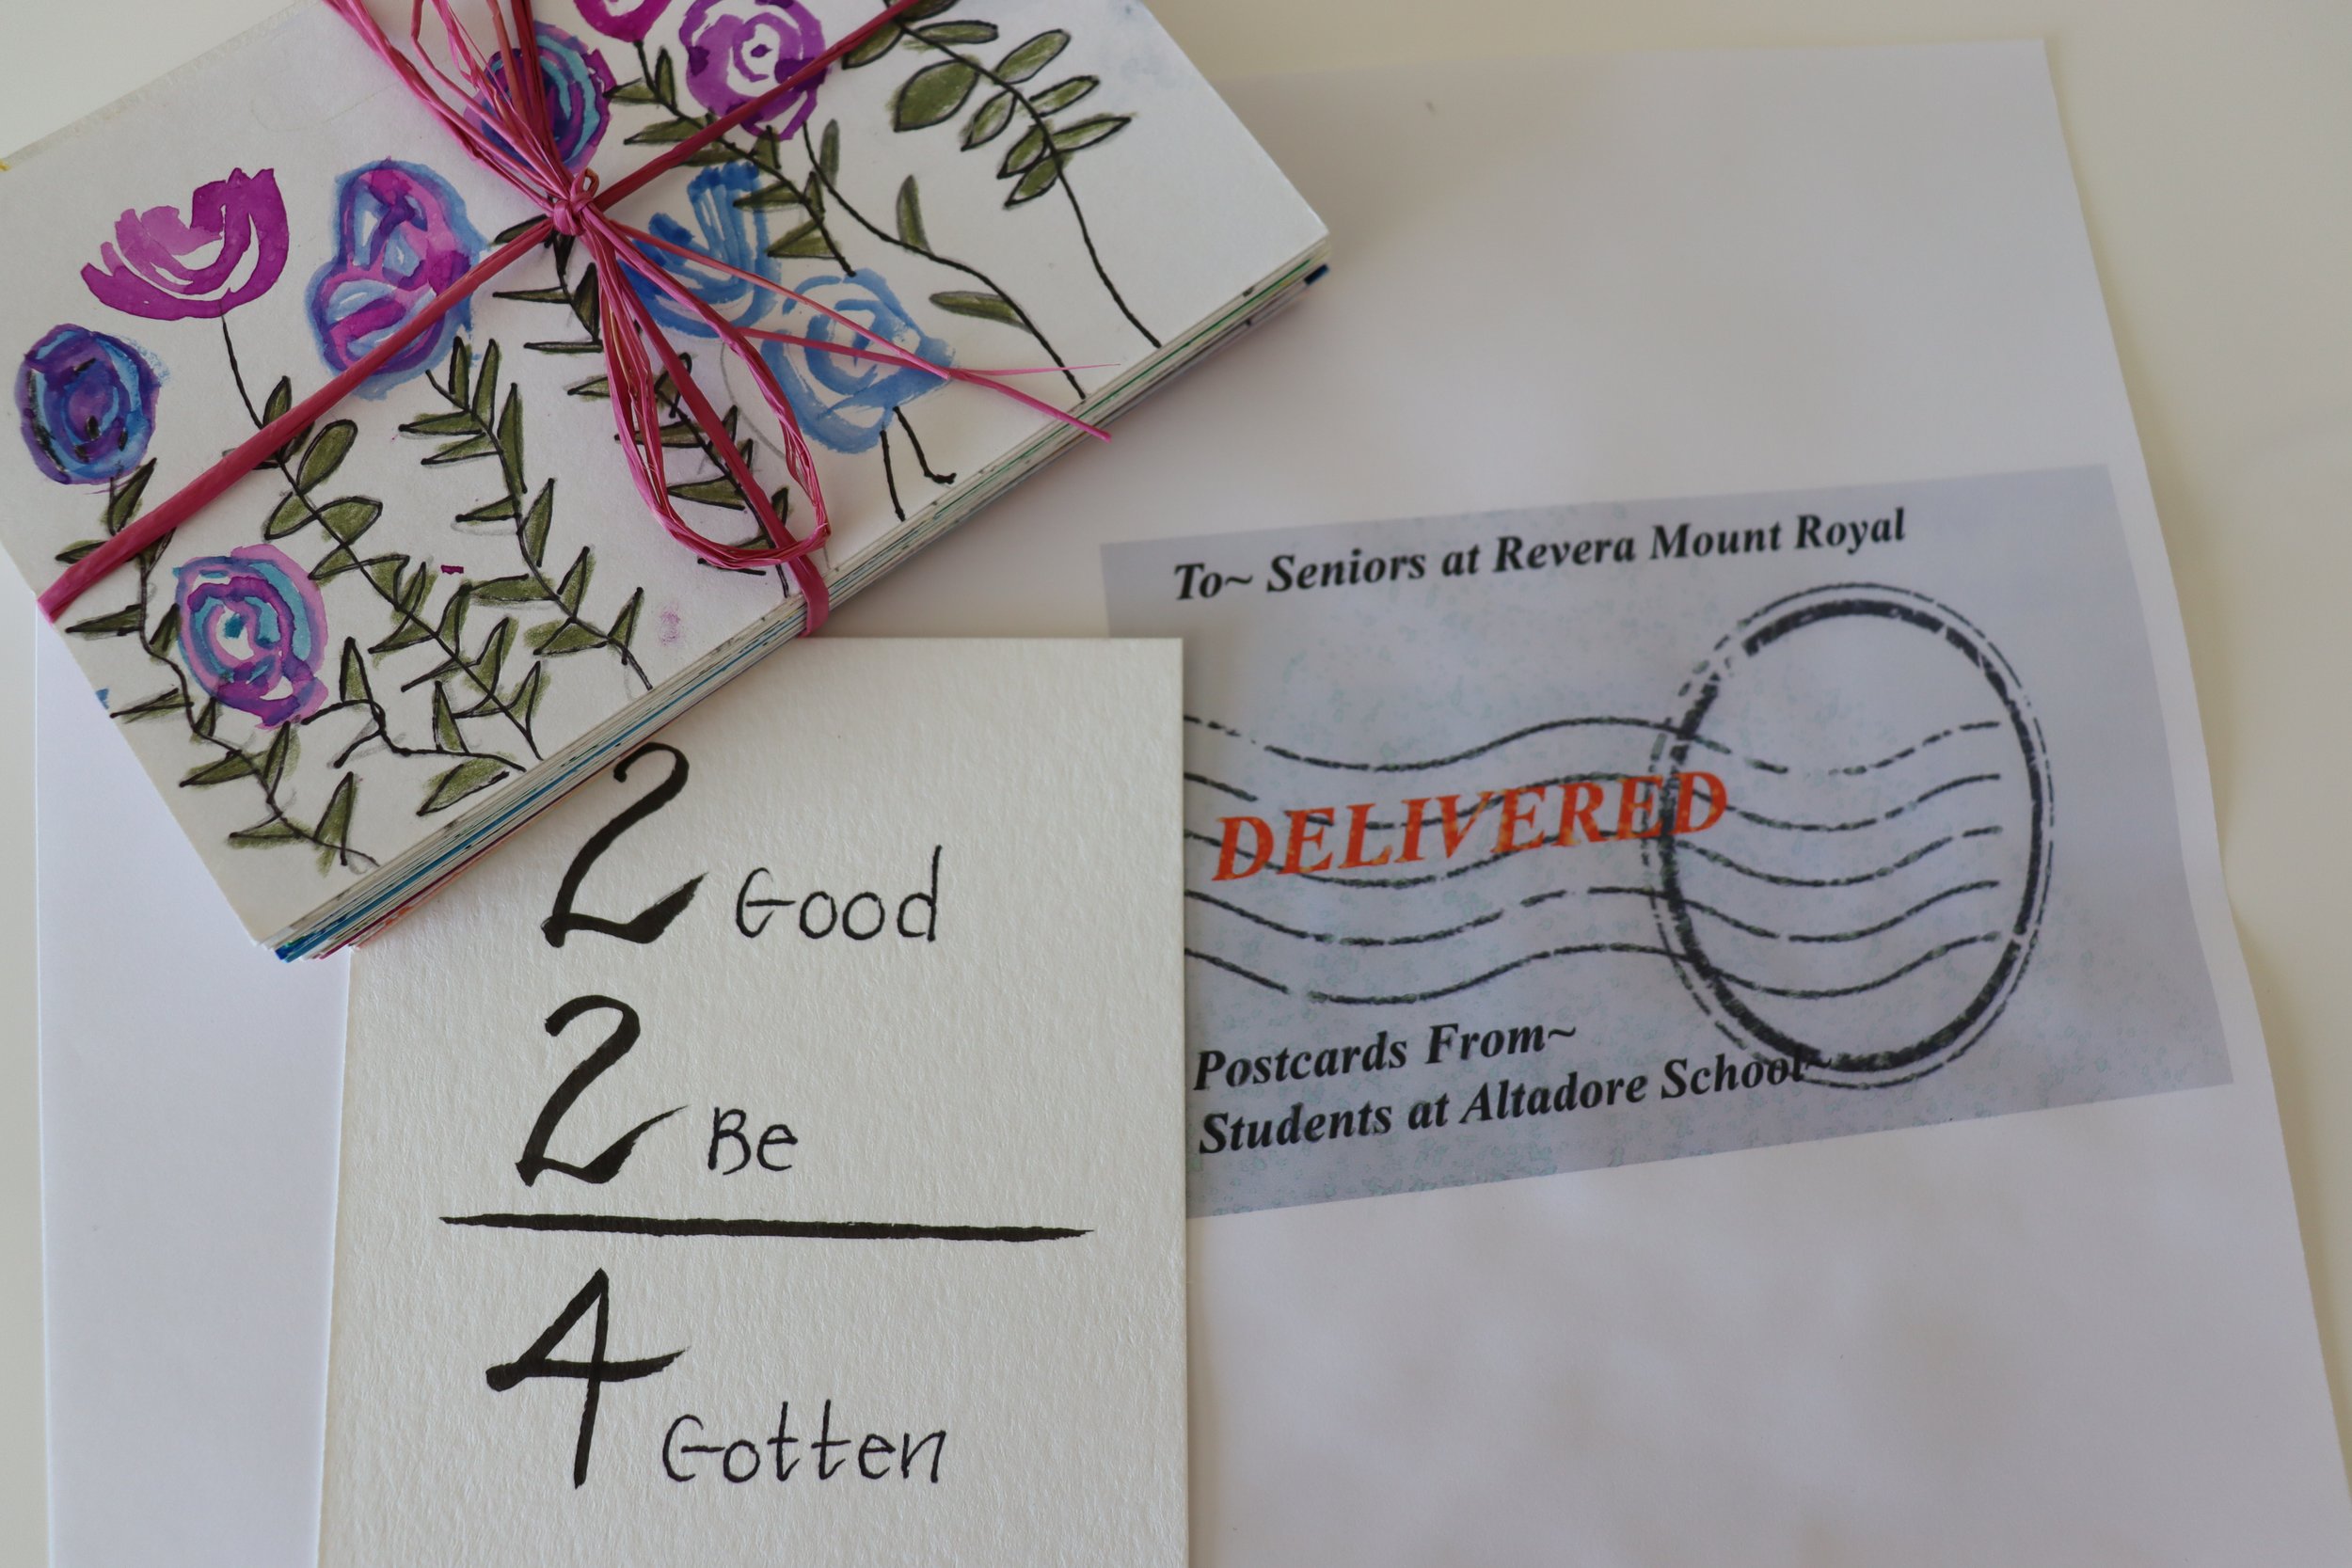 2 Good
2 Be
4 Gotten
To~ Seniors at Revera Mount Royal
DELIVERED
Postcards From~
Students at Altadore School~